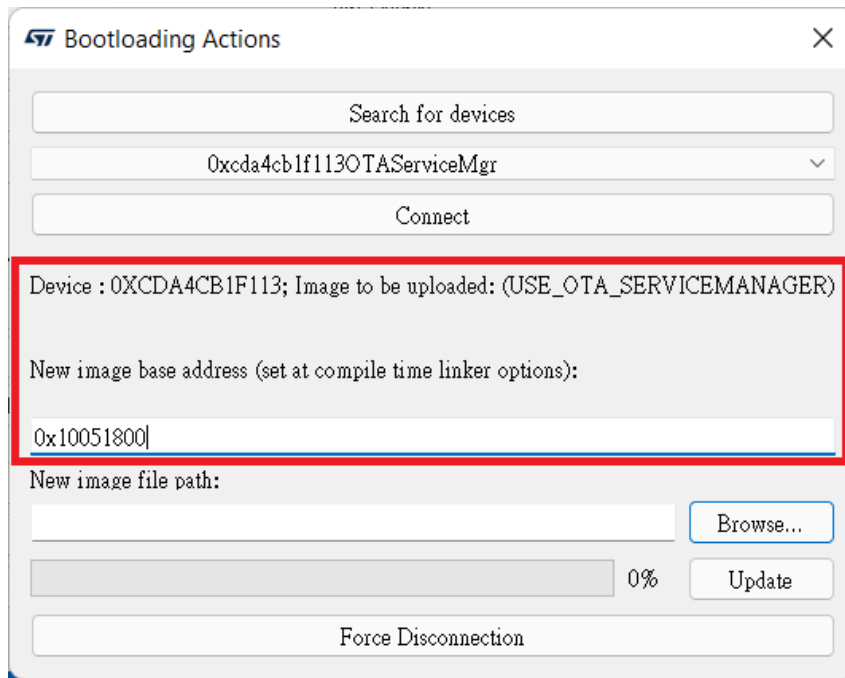 ST Bootloading Actions
Search for devices
0xcda4cb1f113OTAServiceMgr
Connect
Device : 0XCDA4CB1F113; Image to be uploaded: (USE_OTA_SERVICEMANAGER)
New image base address (set at compile time linker options):
0x10051800
New image file path:
Browse...
0% Update
Force Disconnection